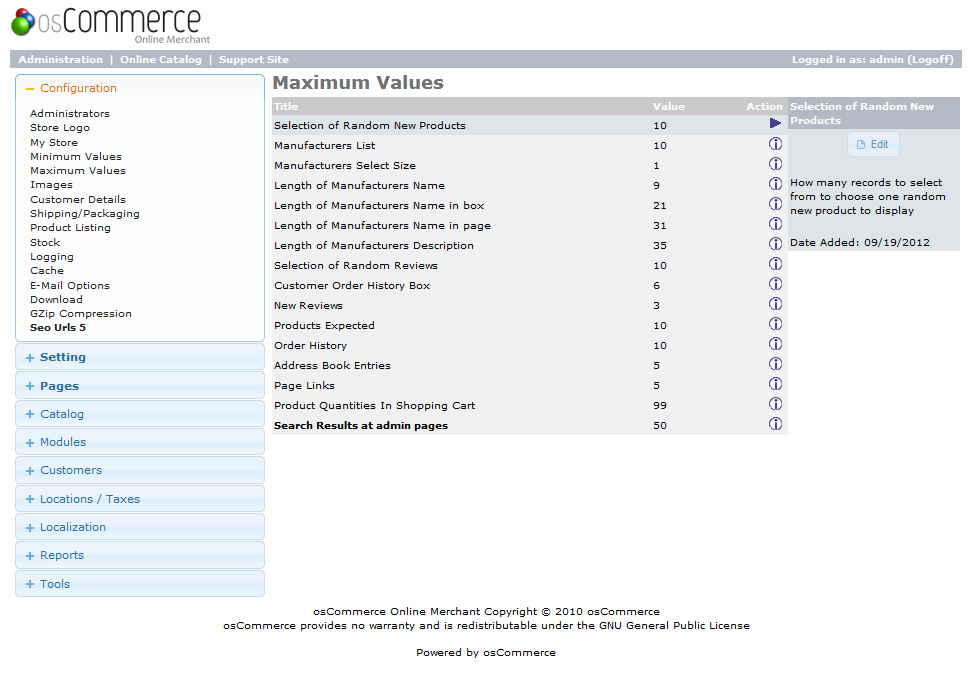 osCommerce
Online Merchant
Administration | Online Catalog | Support Site
Logged in as: admin (Logoff)
Configuration
Administrators
Store Logo
My Store
Minimum Values
Maximum Values
Images
Customer Details
Shipping/Packaging
Product Listing
Stock
Logging
Cache
E-Mail Options
Download
GZip Compression
Seo Urls 5
Setting
Pages
Catalog
Modules
Customers
Locations / Taxes
Localization
Reports
Tools
Maximum Values
Title Value Action
Selection of Random New Products 10
Manufacturers List 10
Manufacturers Select Size 1
Length of Manufacturers Name 9
Length of Manufacturers Name in box 21
Length of Manufacturers Name in page 31
Length of Manufacturers Description 35
Selection of Random Reviews 10
Customer Order History Box 6
New Reviews 3
Products Expected 10
Order History 10
Address Book Entries 5
Page Links 5
Product Quantities In Shopping Cart 99
Search Results at admin pages 50
Selection of Random New
Products
Edit
How many records to select
from to choose one random
new product to display
Date Added: 09/19/2012
osCommerce Online Merchant Copyright © 2010 osCommerce
osCommerce provides no warranty and is redistributable under the GNU General Public License
Powered by osCommerce